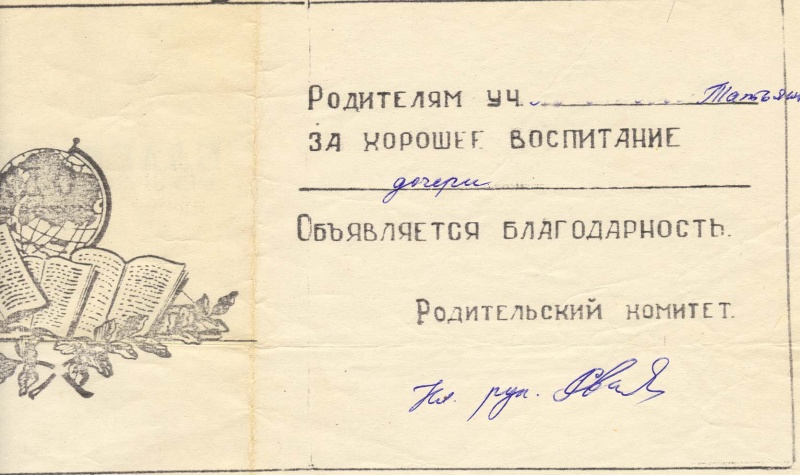 Родителям уч. Татьяны
за хорошее воспитание
дочери
Объявляется благодарность.
Родительский комитет.
Кл. рук.